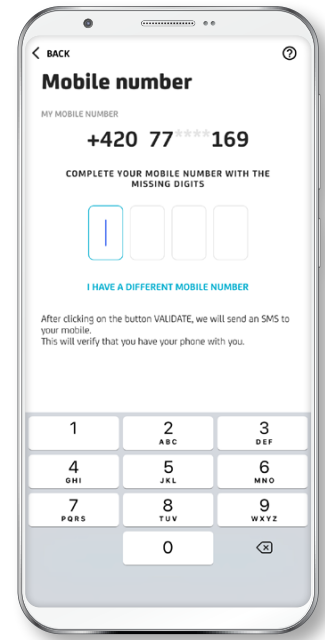 BACK
?
Mobile number
MY MOBILE NUMBER
+420 77****169
COMPLETE YOUR MOBILE NUMBER WITH THE
MISSING DIGITS
I HAVE A DIFFERENT MOBILE NUMBER
After clicking on the button VALIDATE, we will send an SMS to
your mobile.
This will verify that you have your phone with you.
1 2 3
ABC DEF
4 5 6
GHI JKL MNO
7 8 9
PQRS TUV WXYZ
0